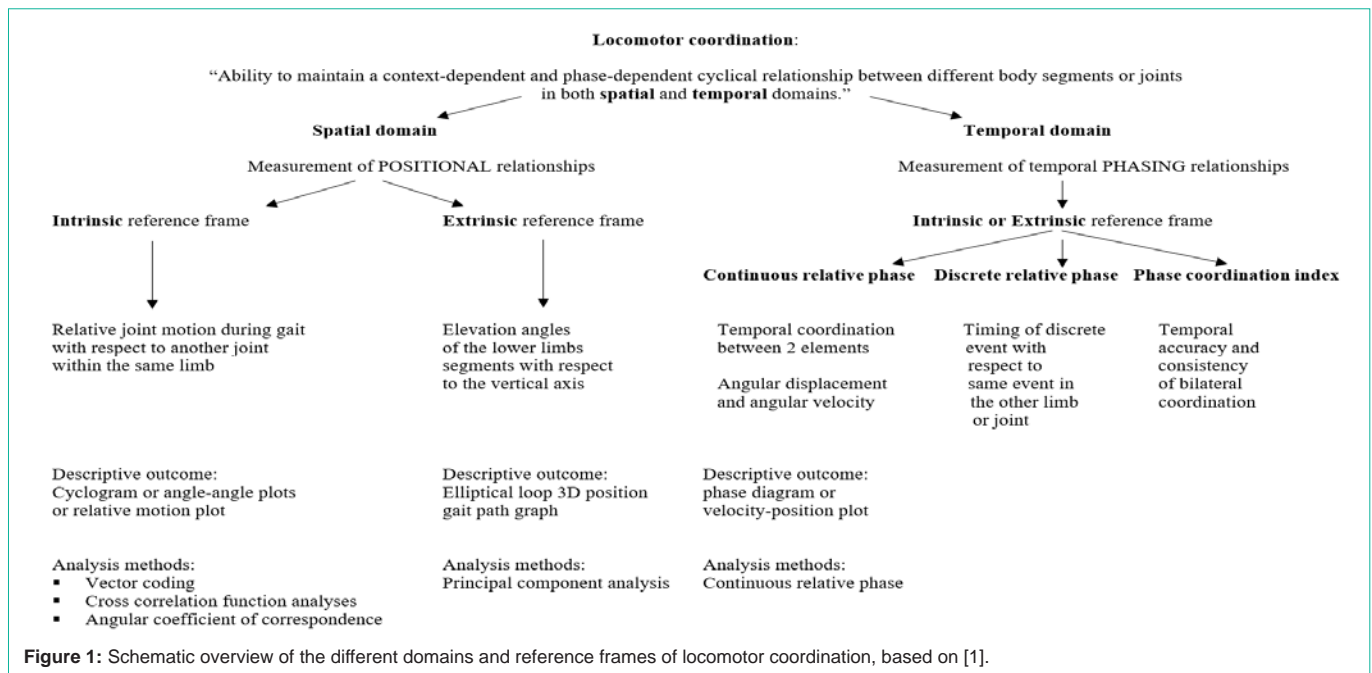 Locomotor coordination:
“Ability to maintain a context-dependent and phase-dependent cyclical relationship between different body segments or joints
in both spatial and temporal domains.”
Spatial domain
Temporal domain
Measurement of POSITIONAL relationships
Measurement of temporal PHASING relationships
Intrinsic reference frame
Extrinsic reference frame
Intrinsic or Extrinsic reference frame
Continuous relative phase
Discrete relative phase
Phase coordination index
Relative joint motion during gait
with respect to another joint
within the same limb
Elevation angles
of the lower limbs
segments with respect
to the vertical axis
Temporal coordination
between 2 elements
Angular displacement
and angular velocity
Timing of discrete
event with
respect to
same event in
the other limb
or joint
Temporal
accuracy and
consistency
of bilateral
coordination
Descriptive outcome:
Cyclogram or angle-angle plots
or relative motion plot
Descriptive outcome:
Elliptical loop 3D position
gait path graph
Descriptive outcome:
phase diagram or
velocity-position plot
Analysis methods:
▪ Vector coding
▪ Cross correlation function analyses
▪ Angular coefficient of correspondence
Analysis methods:
Principal component analysis
Analysis methods:
Continuous relative phase
Figure 1: Schematic overview of the different domains and reference frames of locomotor coordination, based on [1].